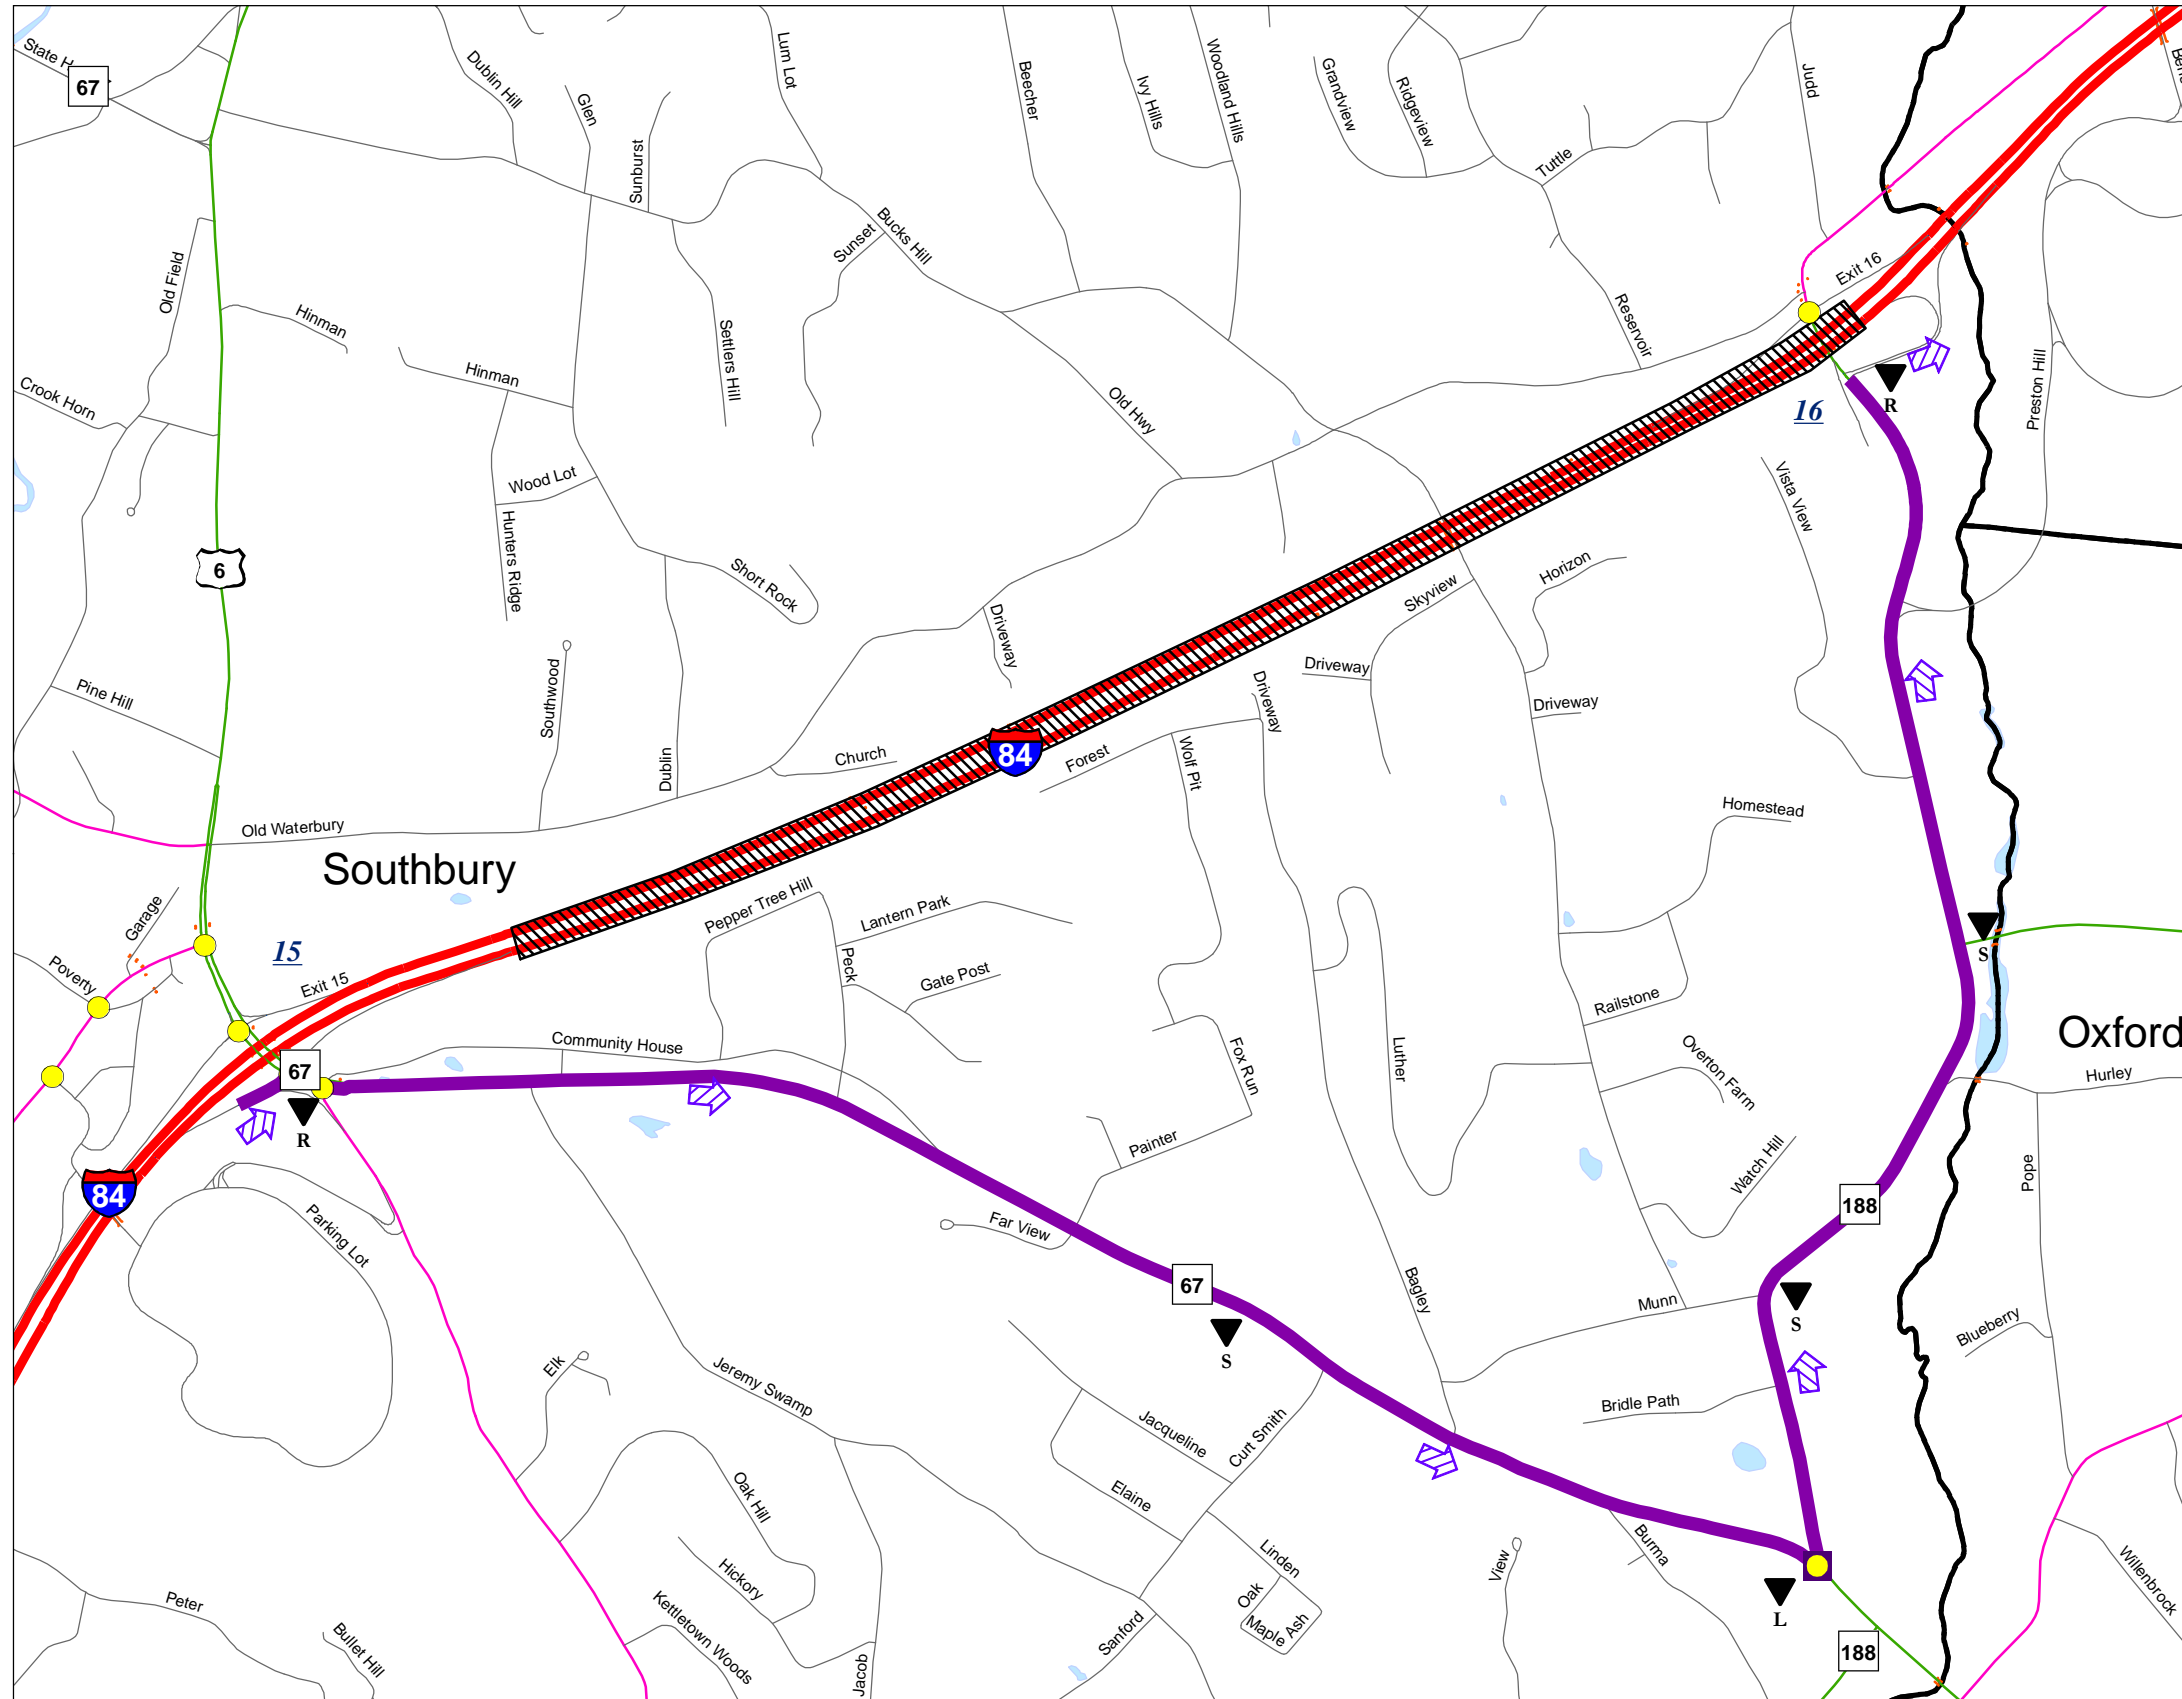 State H
67
Dublin Hill
Glen
Sunburst
Lum Lot
Beecher
Ivy Hills
Woodland Hills
Grandview
Ridgeview
Tuttle
Judd
Old Field
Hinman
Sunset
Bucks Hill
Exit 16
Reservoir
Settlers Hill
Hinman
Crook Horn
Old Hwy
16
R
Preston Hill
Wood Lot
Vista View
Hunters Ridge
6
Short Rock
Horizon
Skyview
Driveway
Driveway
Driveway
Driveway
Southwood
Pine Hill
Dublin
Church
84
Forest
Wolf Pit
Old Waterbury
Homestead
Southbury
Garage
Pepper Tree Hill
Lantern Park
15
S
Poverty
Exit 15
Peck
Gate Post
Railstone
Oxford
Community House
Luther
Fox Run
Overton Farm
Hurley
67
R
Painter
Watch Hill
Pope
84
188
Parking Lot
Far View
67
Bagley
Munn
S
Blueberry
S
Elk
Jeremy Swamp
Bridle Path
Jacqueline
Curt Smith
Elaine
Oak Hill
Linden
Burma
View
Hickory
Oak
Maple
Ash
L
Willenbrock
Peter
Kettletown Woods
Sanford
Bullet Hill
Jacob
188